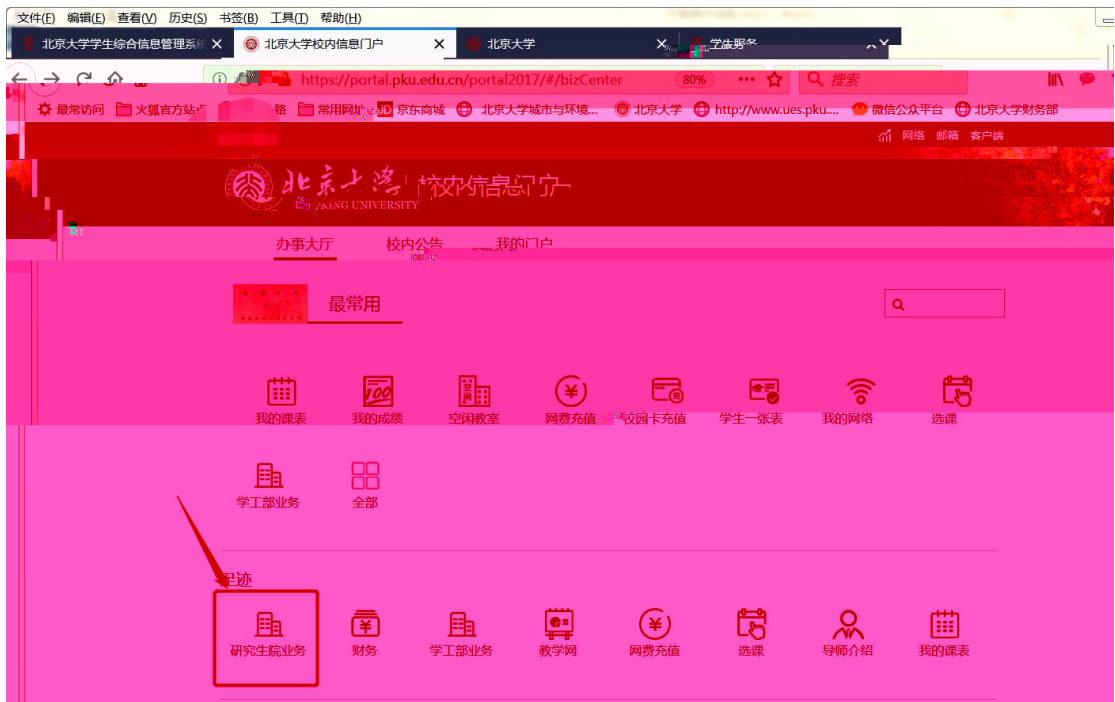 文件(F) 编辑(E) 查看(V) 历史(S) 书签(B) 工具(T) 帮助(H)
北京大学学生综合信息管理系统 × 北京大学校内信息门户 × 北京大学 ×
https://portal.pku.edu.cn/portal2017/#/bizCenter 80% ••• 搜索
最常访问 火狐官方站点 常用网址 JD 京东商城 北京大学城市与环境... 北京大学 http://www.ues.pku.... 微信公众平台 北京大学财务部
网络 邮箱 客户端
北京大学 校内信息门户
UNIVERSITY
办事大厅 校内公告 我的门户
最常用
我的课表 我的成绩 空闲教室 网费充值 校园卡充值 学生一张表 我的网络 选课
学工部业务 全部
足迹
研究生院业务 财务 学工部业务 教学网 网费充值 选课 导师介绍 我的课表